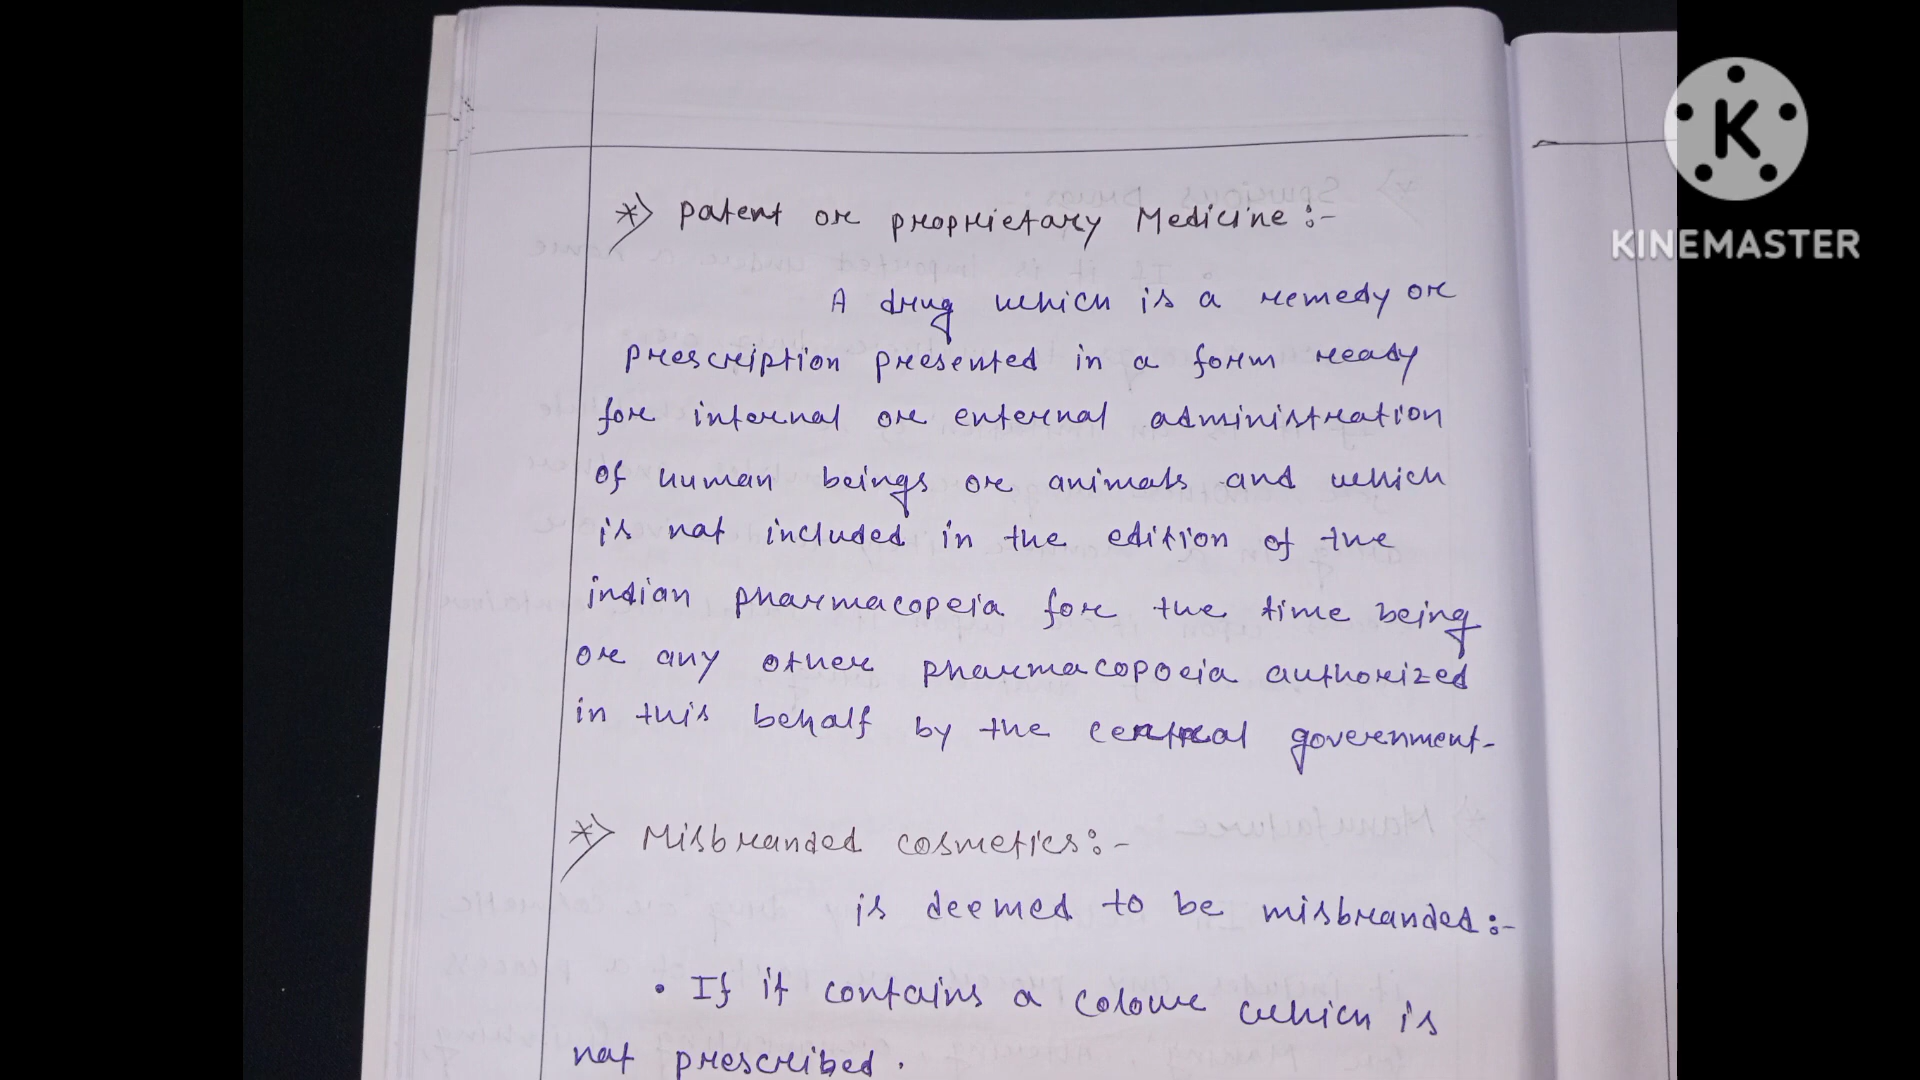 *> Patent or proprietary Medicine :-
A drug which is a remedy or
prescription presented in a form ready
for internal or enternal administration
of human beings or animals and which
is not included in the edition of the
indian pharmacopeia for the time being
or any other pharmacopoeia authorized
in this behalf by the central government-
*> Misbranded cosmetics :-
is deemed to be misbranded :-
• If it contains a colour which is
not prescribed.
K
KINEMASTER